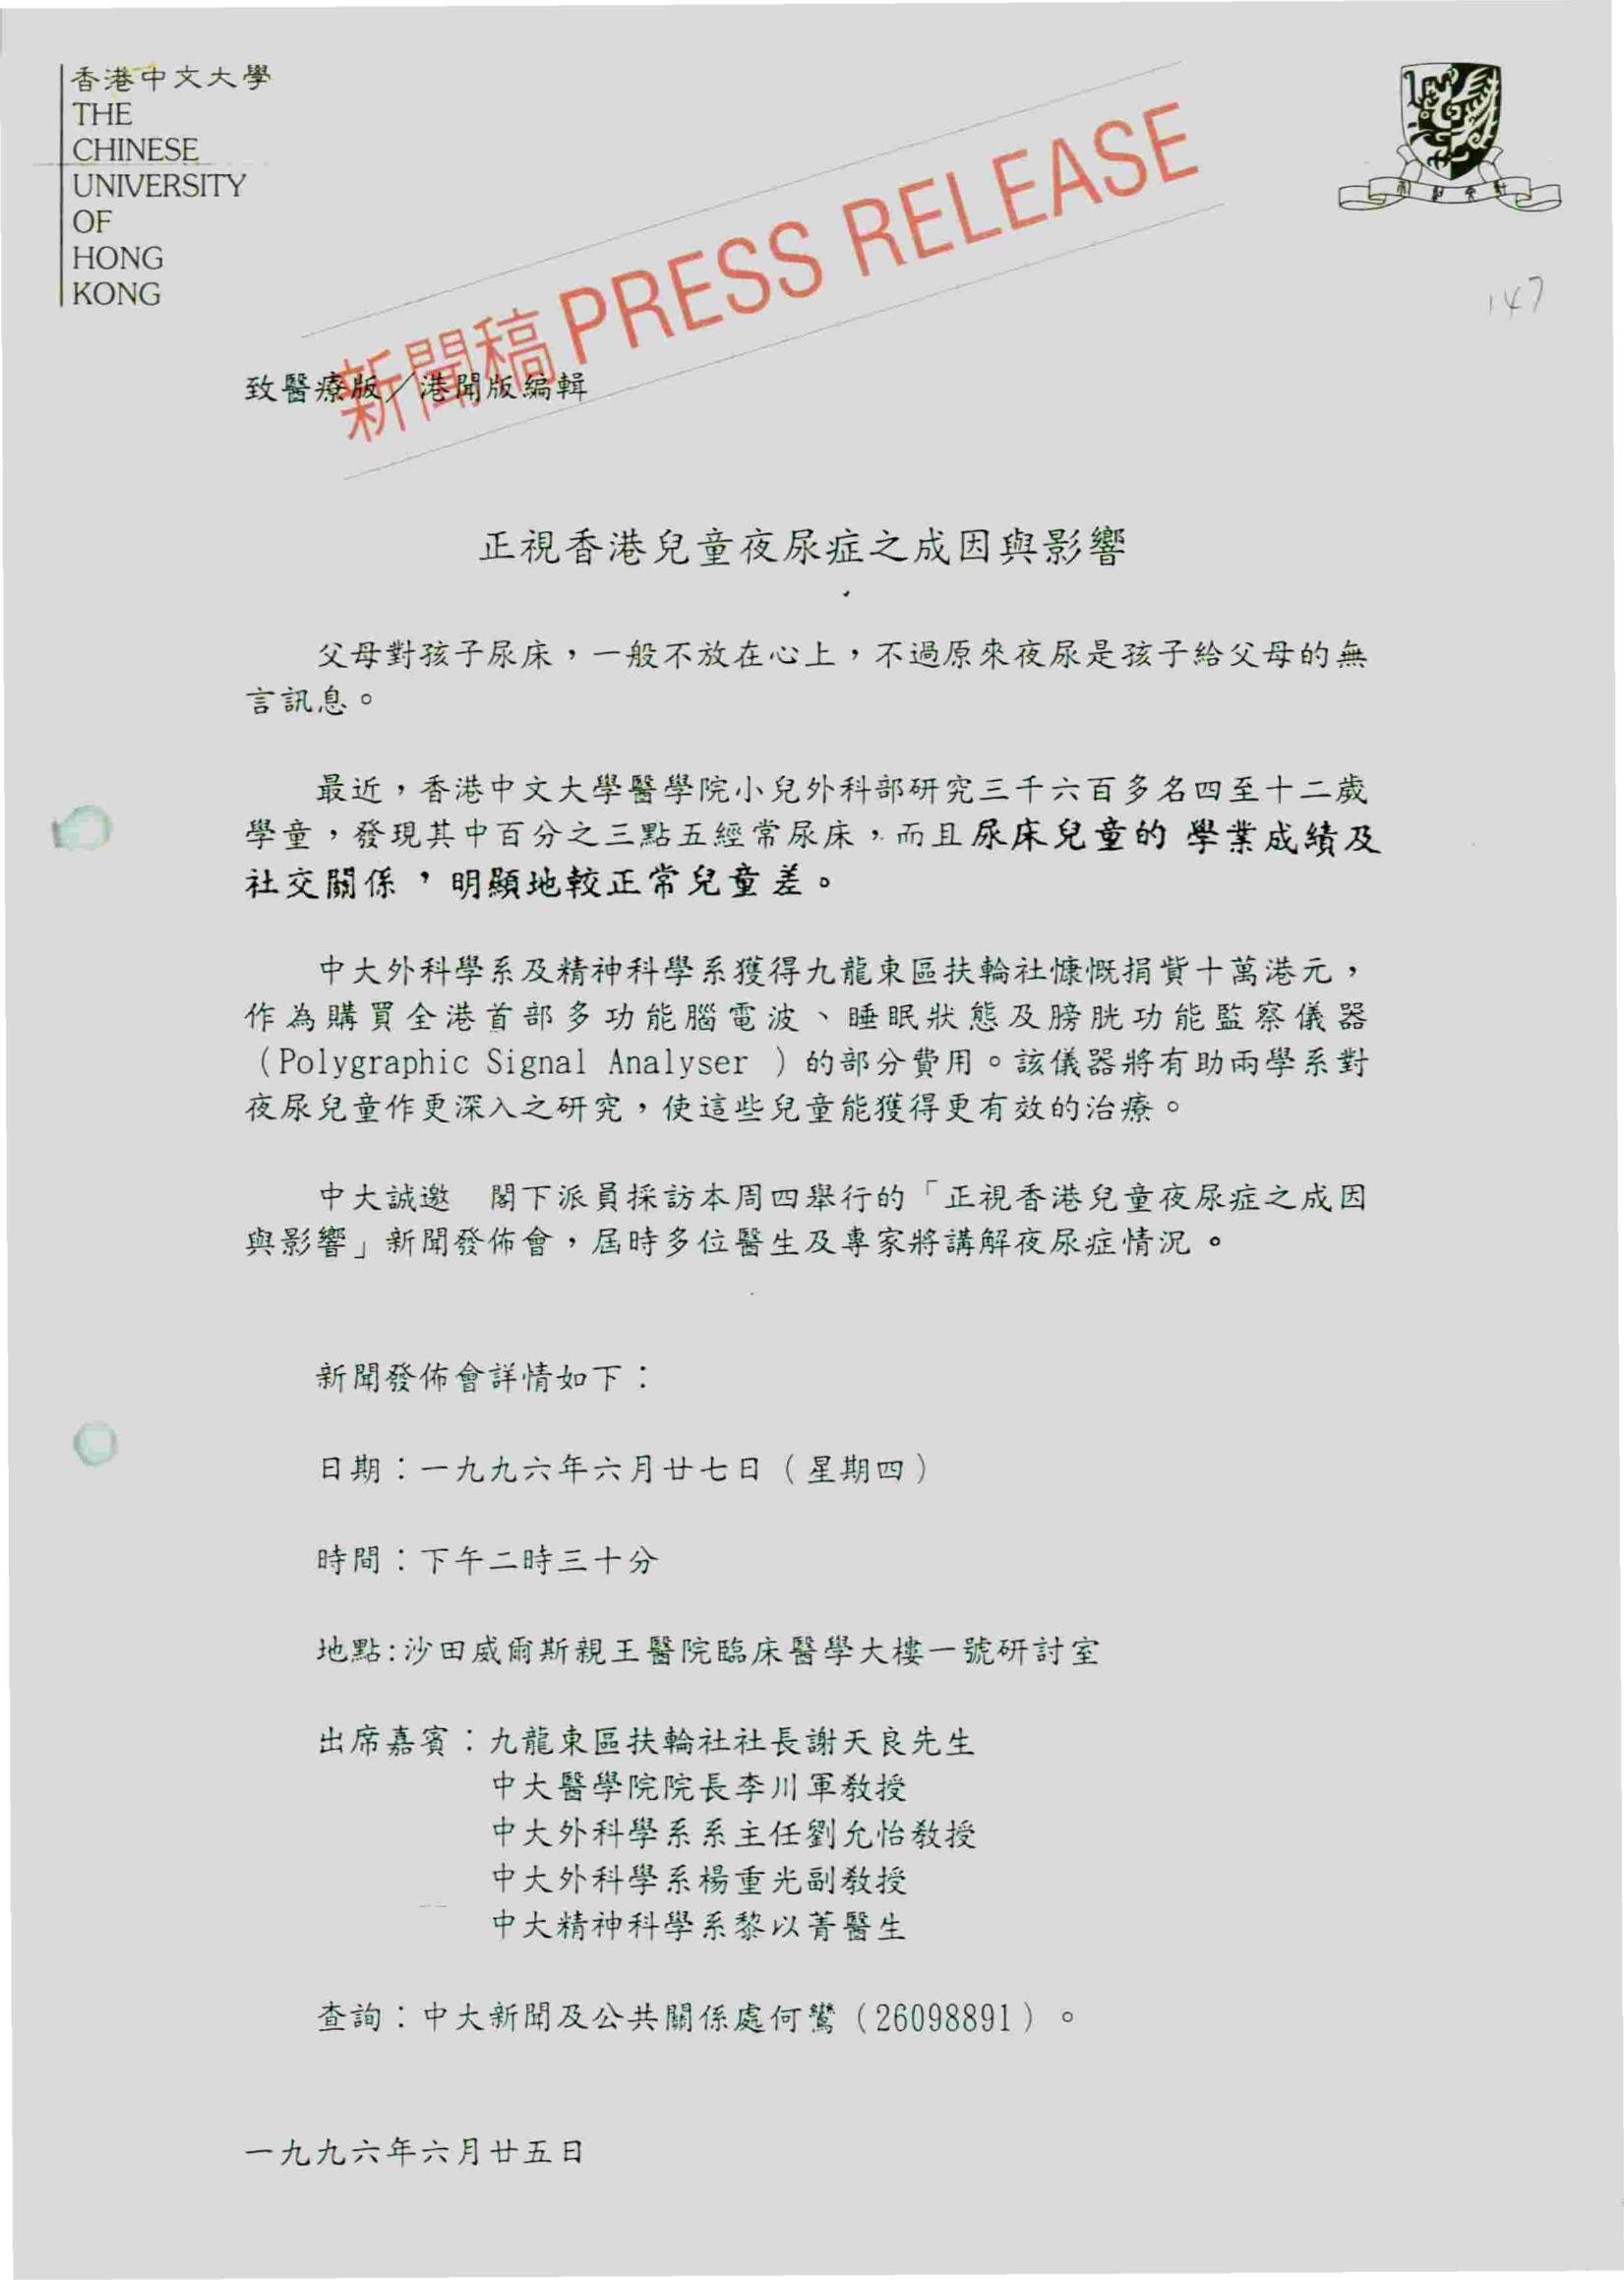 香港中文大學
THE
CHINESE
UNIVERSITY
OF
HONG
KONG
新聞稿 PRESS RELEASE
147
致醫療版／港聞版編輯
正視香港兒童夜尿症之成因與影響
父母對孩子尿床，一般不放在心上，不過原來夜尿是孩子給父母的無
言訊息。
最近，香港中文大學醫學院小兒外科部研究三千六百多名四至十二歲
學童，發現其中百分之三點五經常尿床，而且尿床兒童的 學業成績及
社交關係，明顯地較正常兒童差。
中大外科學系及精神科學系獲得九龍東區扶輪社慷慨捐貲十萬港元，
作為購買全港首部多功能腦電波、睡眠狀態及膀胱功能監察儀器
（Polygraphic Signal Analyser ）的部分費用。該儀器將有助兩學系對
夜尿兒童作更深入之研究，使這些兒童能獲得更有效的治療。
中大誠邀　閣下派員採訪本周四舉行的「正視香港兒童夜尿症之成因
與影響」新聞發佈會，屆時多位醫生及專家將講解夜尿症情況。
新聞發佈會詳情如下：
日期：一九九六年六月廿七日（星期四）
時間：下午二時三十分
地點:沙田威爾斯親王醫院臨床醫學大樓一號研討室
出席嘉賓：九龍東區扶輪社社長謝天良先生
中大醫學院院長李川軍教授
中大外科學系系主任劉允怡教授
中大外科學系楊重光副教授
中大精神科學系黎以菁醫生
查詢：中大新聞及公共關係處何鸞（26098891）。
一九九六年六月廿五日